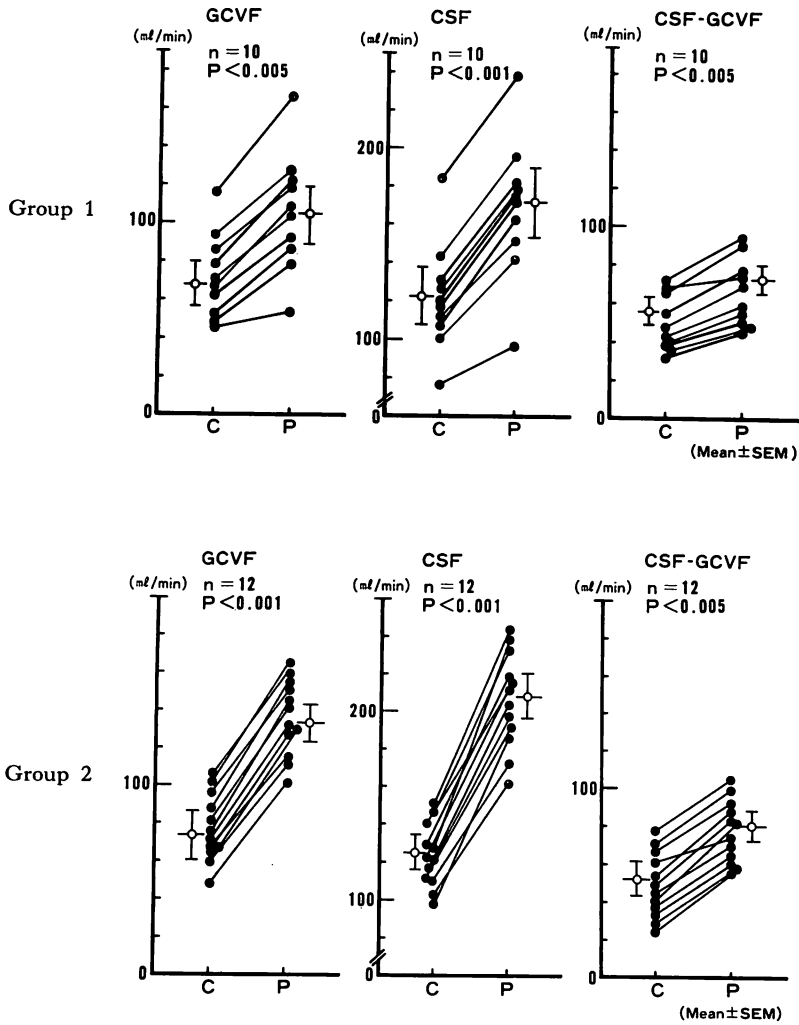 GCVF
(mℓ/min)
n=10
P<0.005
100
0
C P
CSF
(mℓ/min)
n=10
P<0.001
200
100
0
C P
CSF-GCVF
(mℓ/min)
n=10
P<0.005
100
0
C P
(Mean±SEM)
Group 1
GCVF
(mℓ/min)
n=12
P<0.001
100
0
C P
CSF
(mℓ/min)
n=12
P<0.001
200
100
0
C P
CSF-GCVF
(mℓ/min)
n=12
P<0.005
100
0
C P
(Mean±SEM)
Group 2